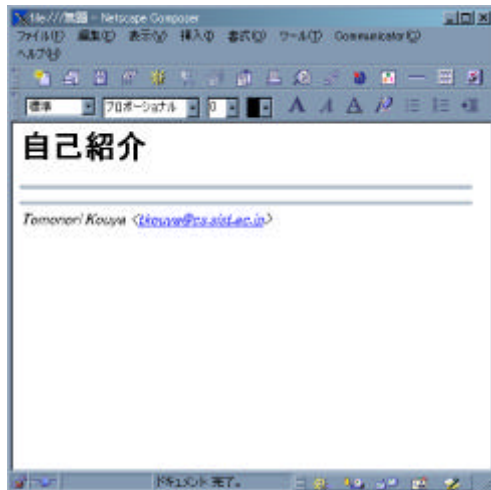 file:///無題 - Netscape Composer
ファイル(F) 編集(E) 表示(V) 挿入(I) 書式(O) ツール(T) Communicator(C)
ヘルプ(H)
標準 プロポーショナル 0
自己紹介
Tomonori Kouya <tkouya@cs.sist.ac.jp>
ドキュメント 完了。